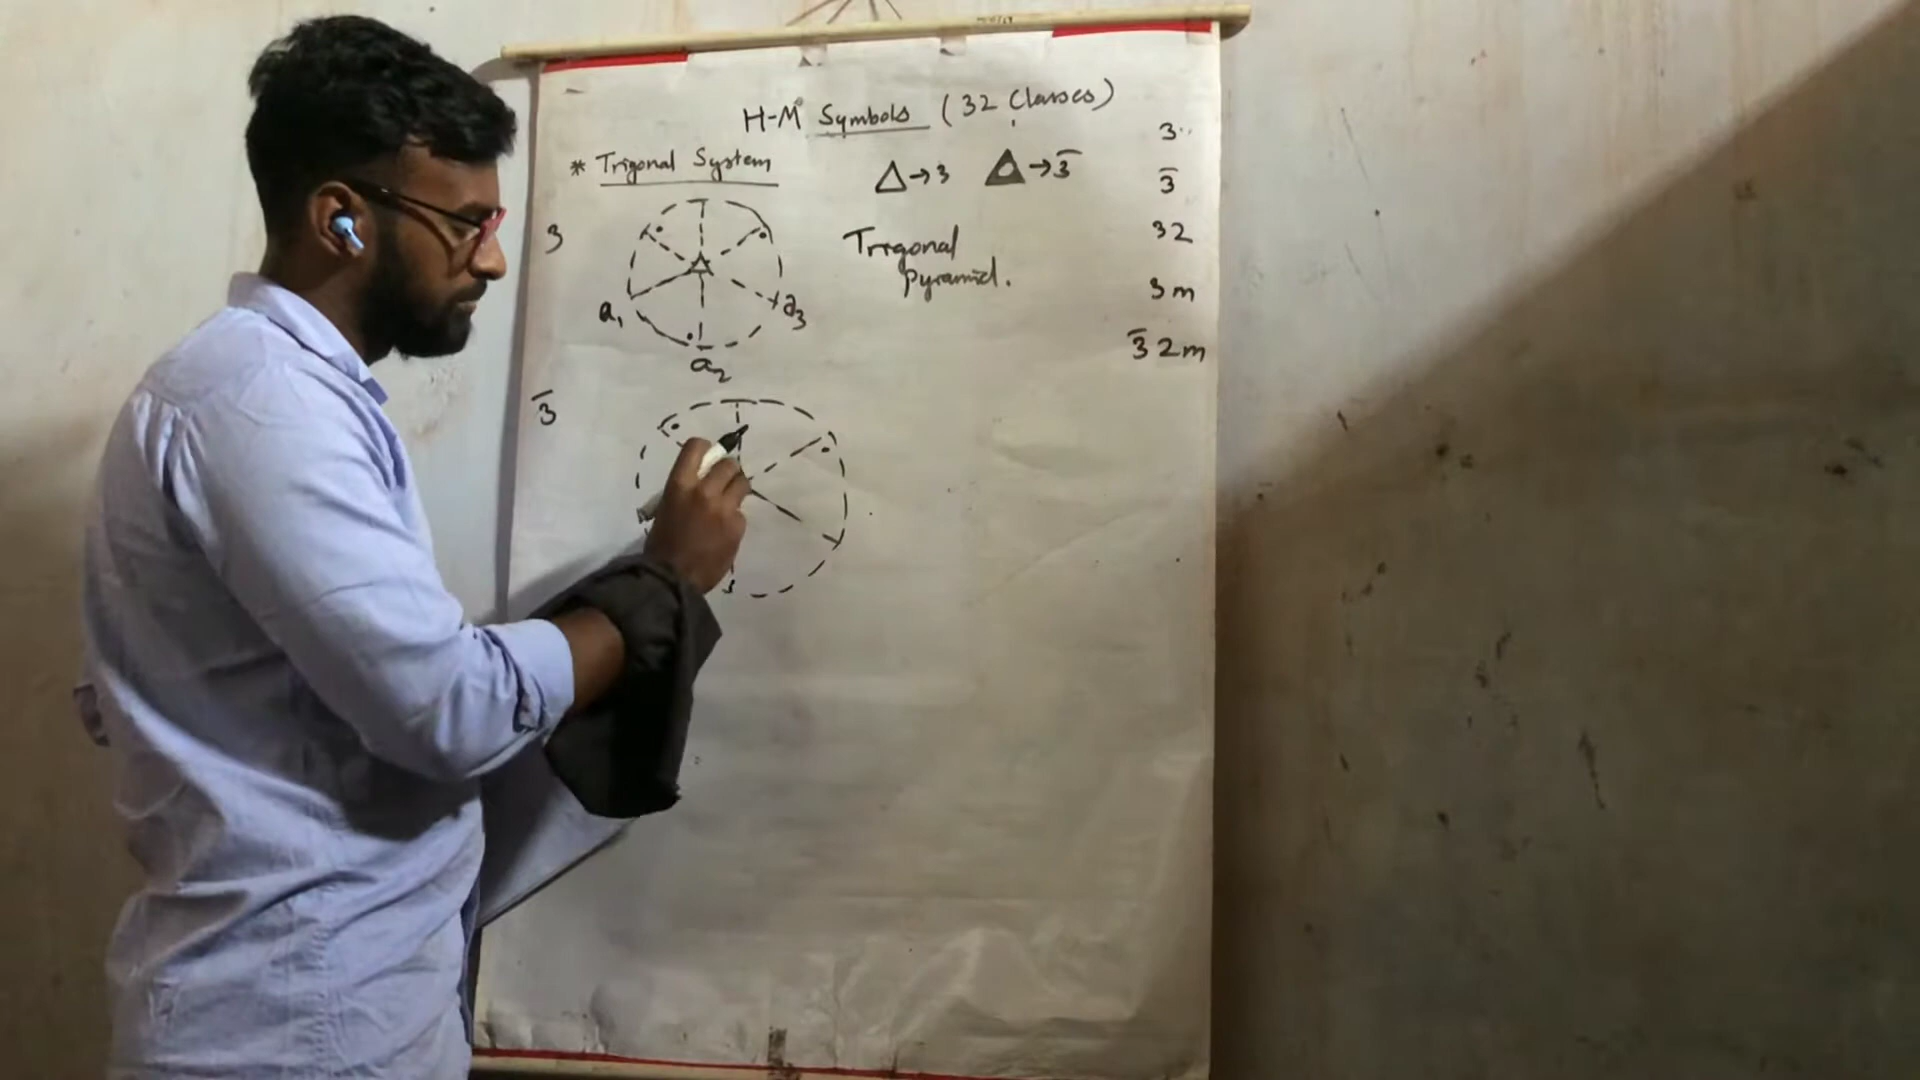 H-M Symbols (32 Classes)
* Trigonal System
△→3 △→3̅
3
3̅
32
3m
3̅2m
3
Trigonal
pyramid.
a₁
a₂
a₃
3̅